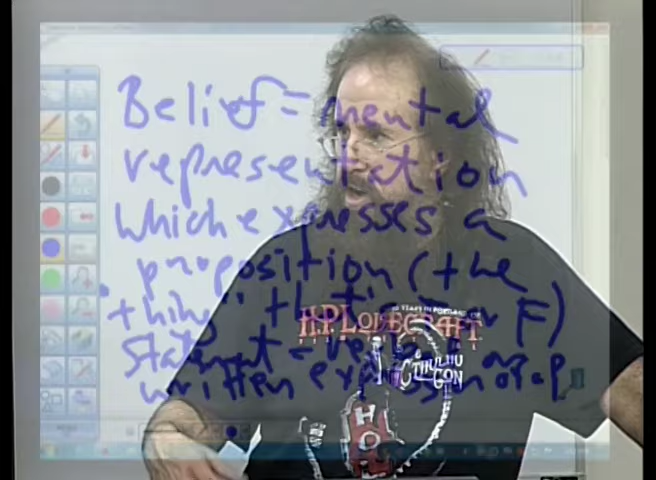 Belief = mental
representation
which expresses a
proposition (the
"thing" that is T or F)
Statement = verbal or
written expression of a p
H.P. LOVECRAFT
CTHULHU
CON